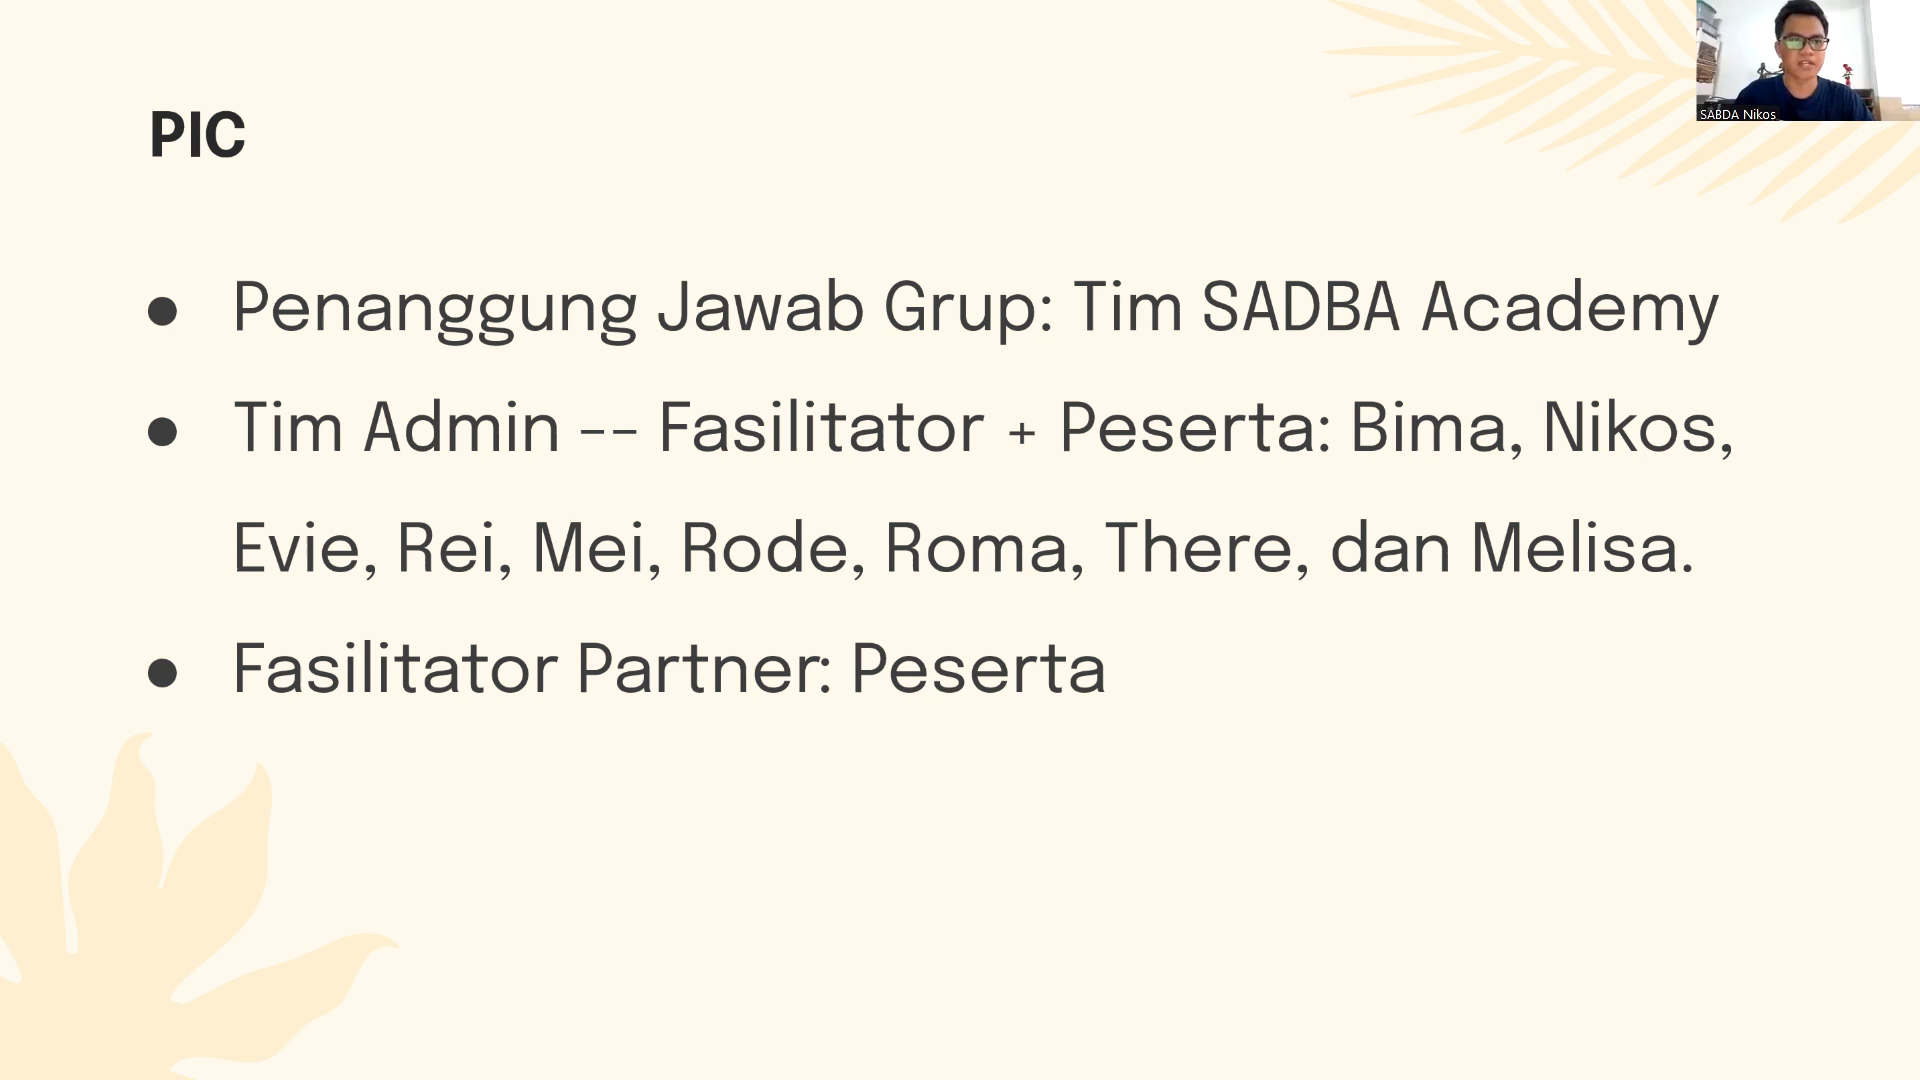 PIC
● Penanggung Jawab Grup: Tim SADBA Academy
● Tim Admin -- Fasilitator + Peserta: Bima, Nikos,
Evie, Rei, Mei, Rode, Roma, There, dan Melisa.
● Fasilitator Partner: Peserta
SABDA Nikos